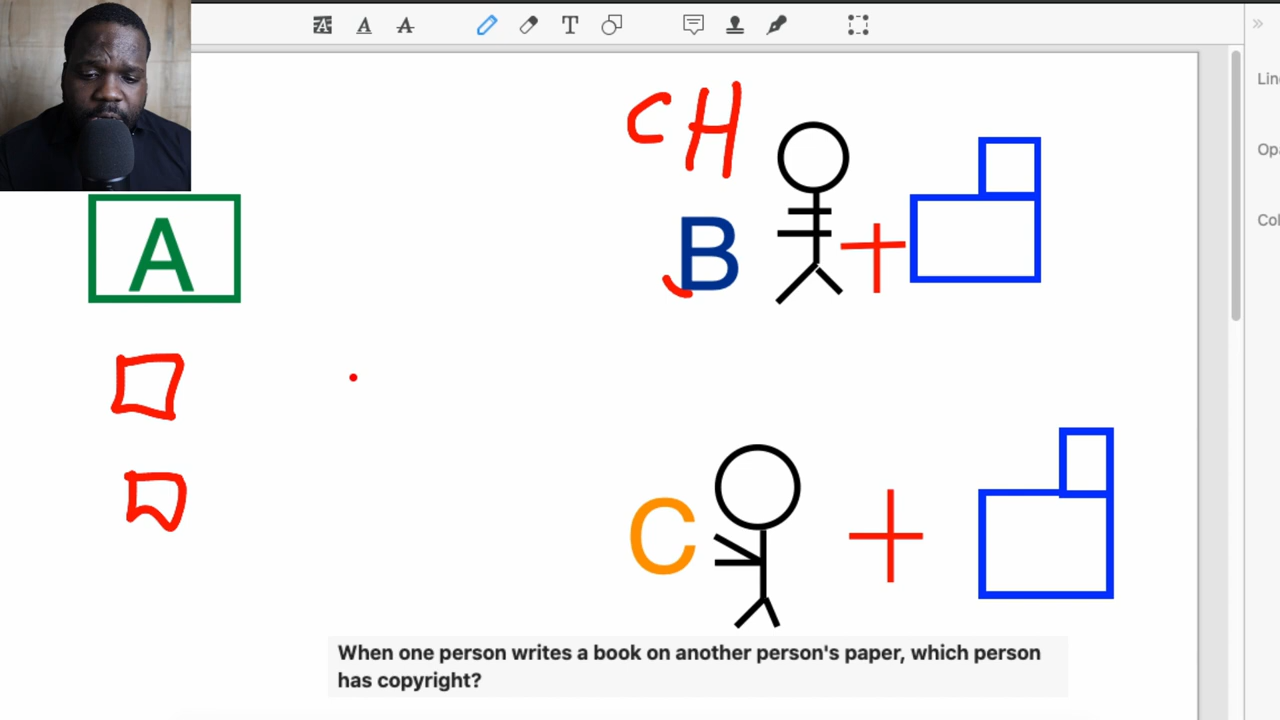 CH
A
B
C
When one person writes a book on another person's paper, which person
has copyright?